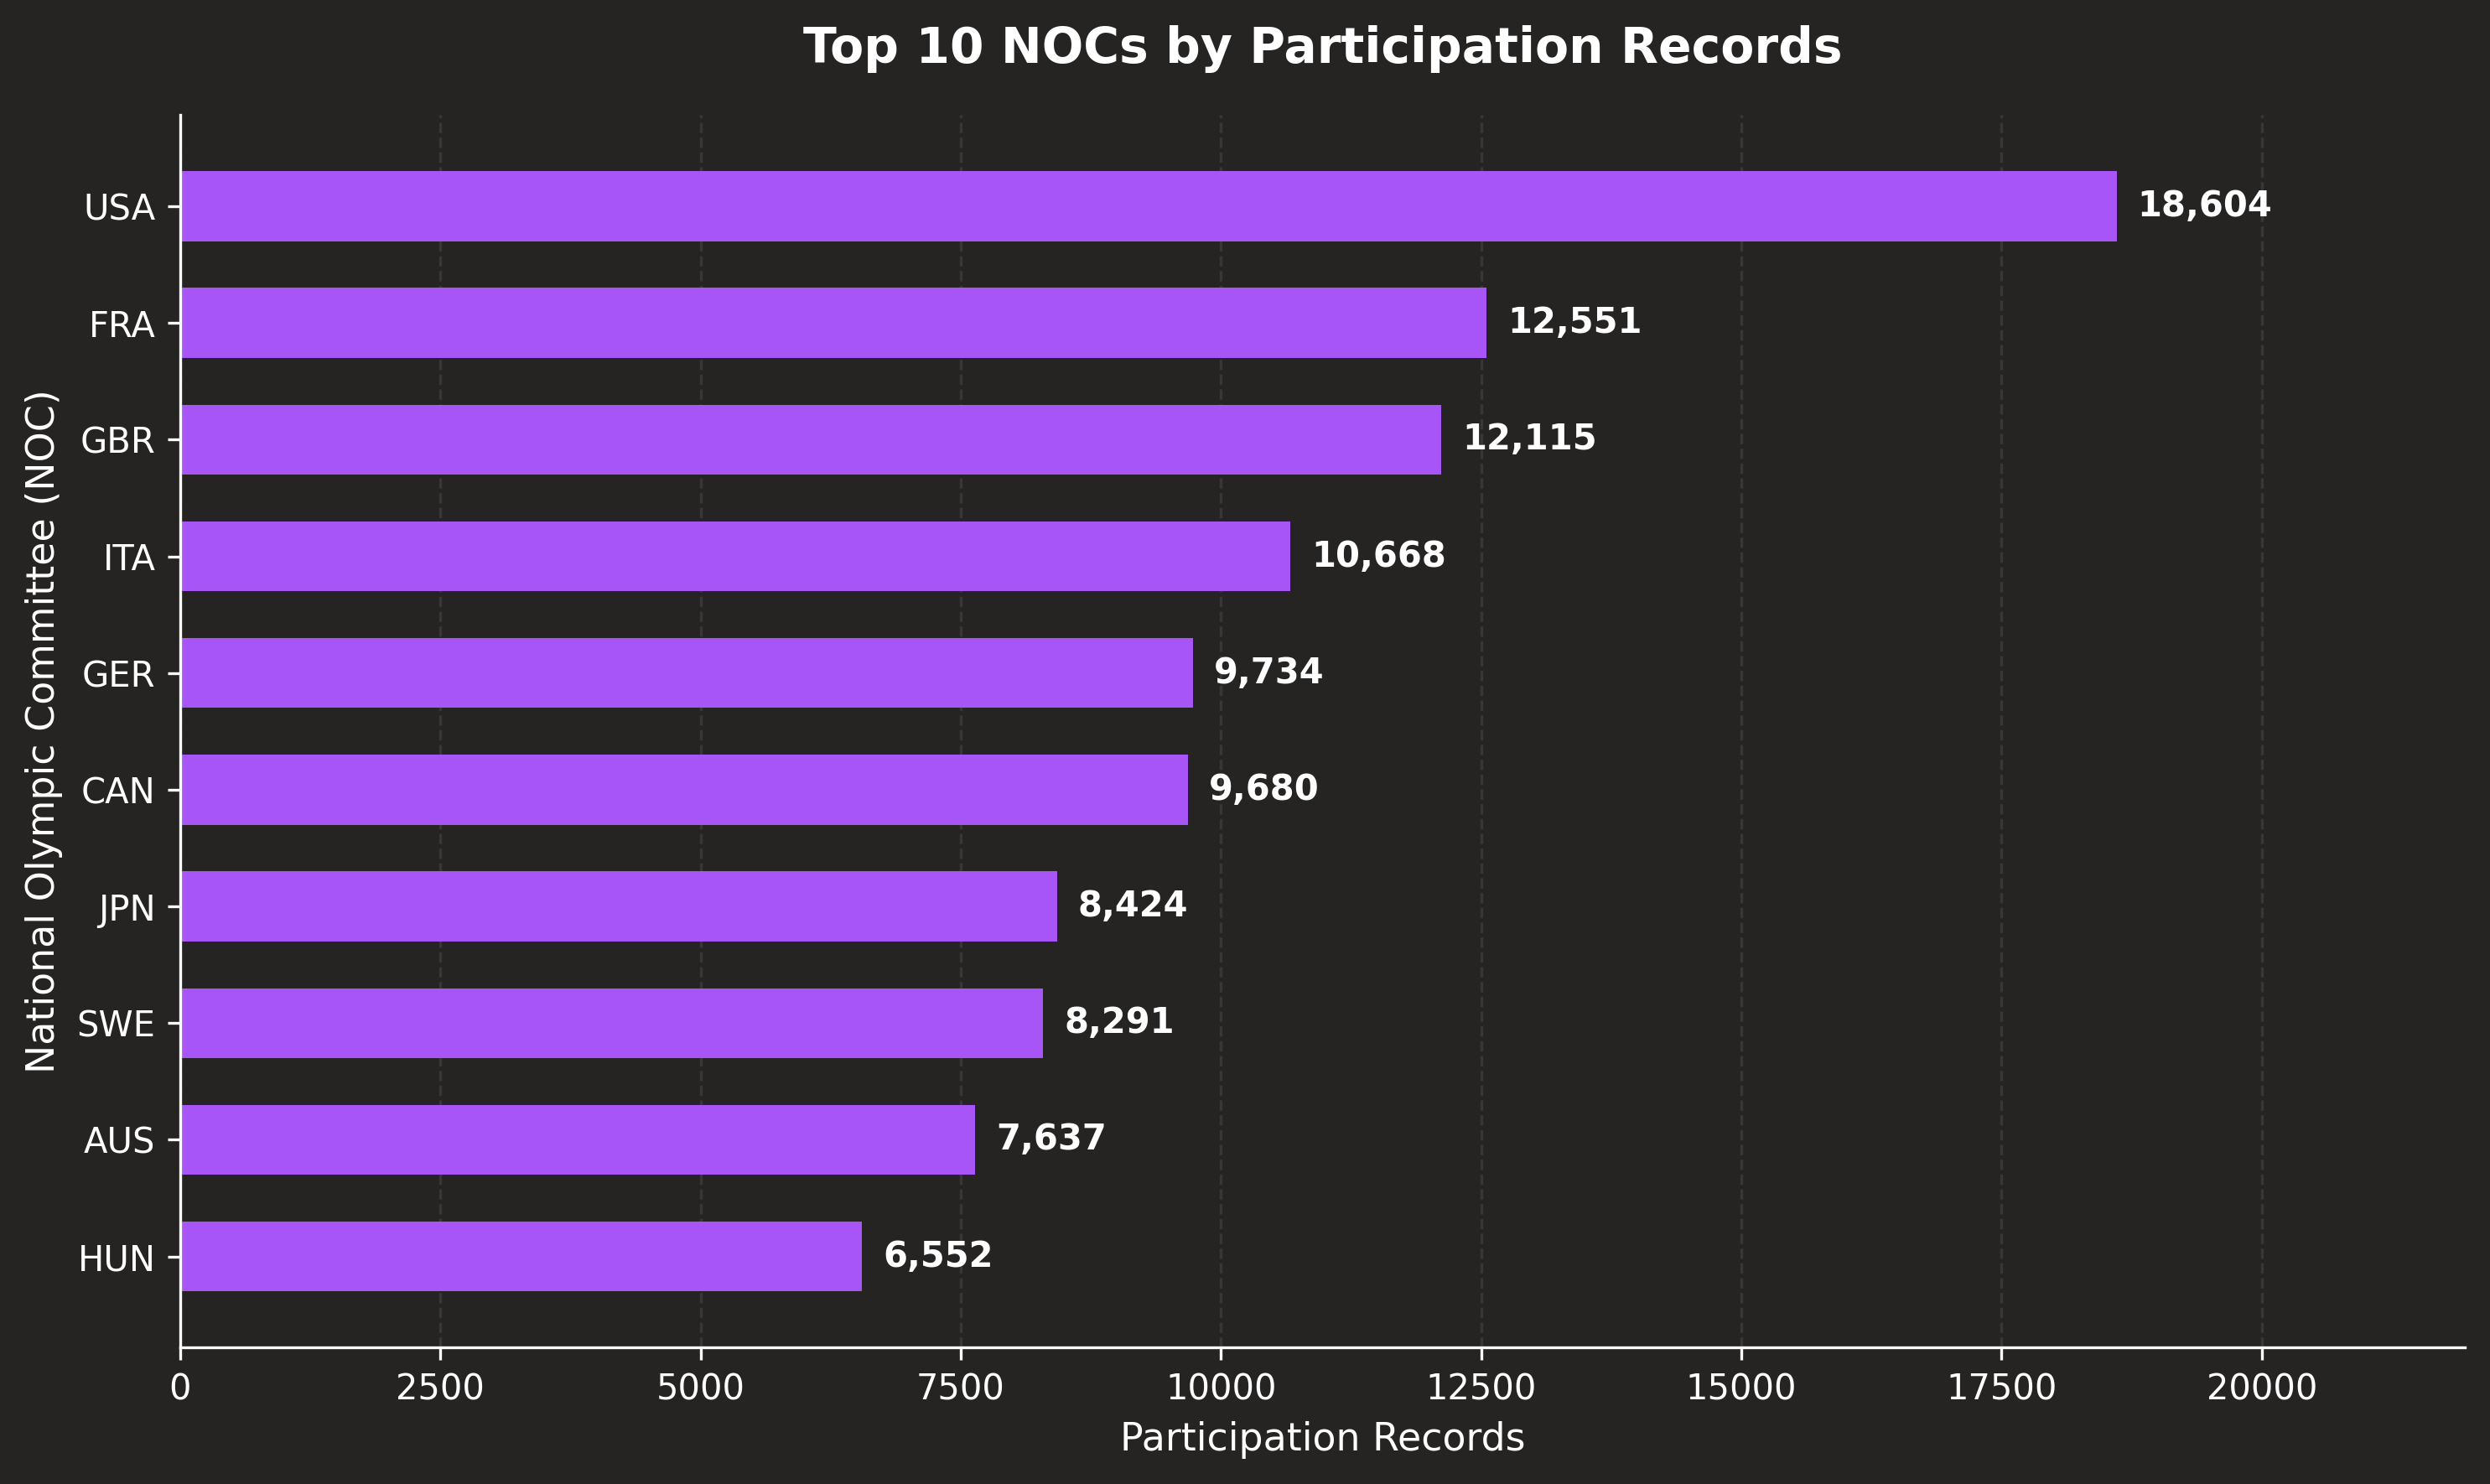 Top 10 NOCs by Participation Records
National Olympic Committee (NOC)
USA 18,604
FRA 12,551
GBR 12,115
ITA 10,668
GER 9,734
CAN 9,680
JPN 8,424
SWE 8,291
AUS 7,637
HUN 6,552
0 2500 5000 7500 10000 12500 15000 17500 20000
Participation Records